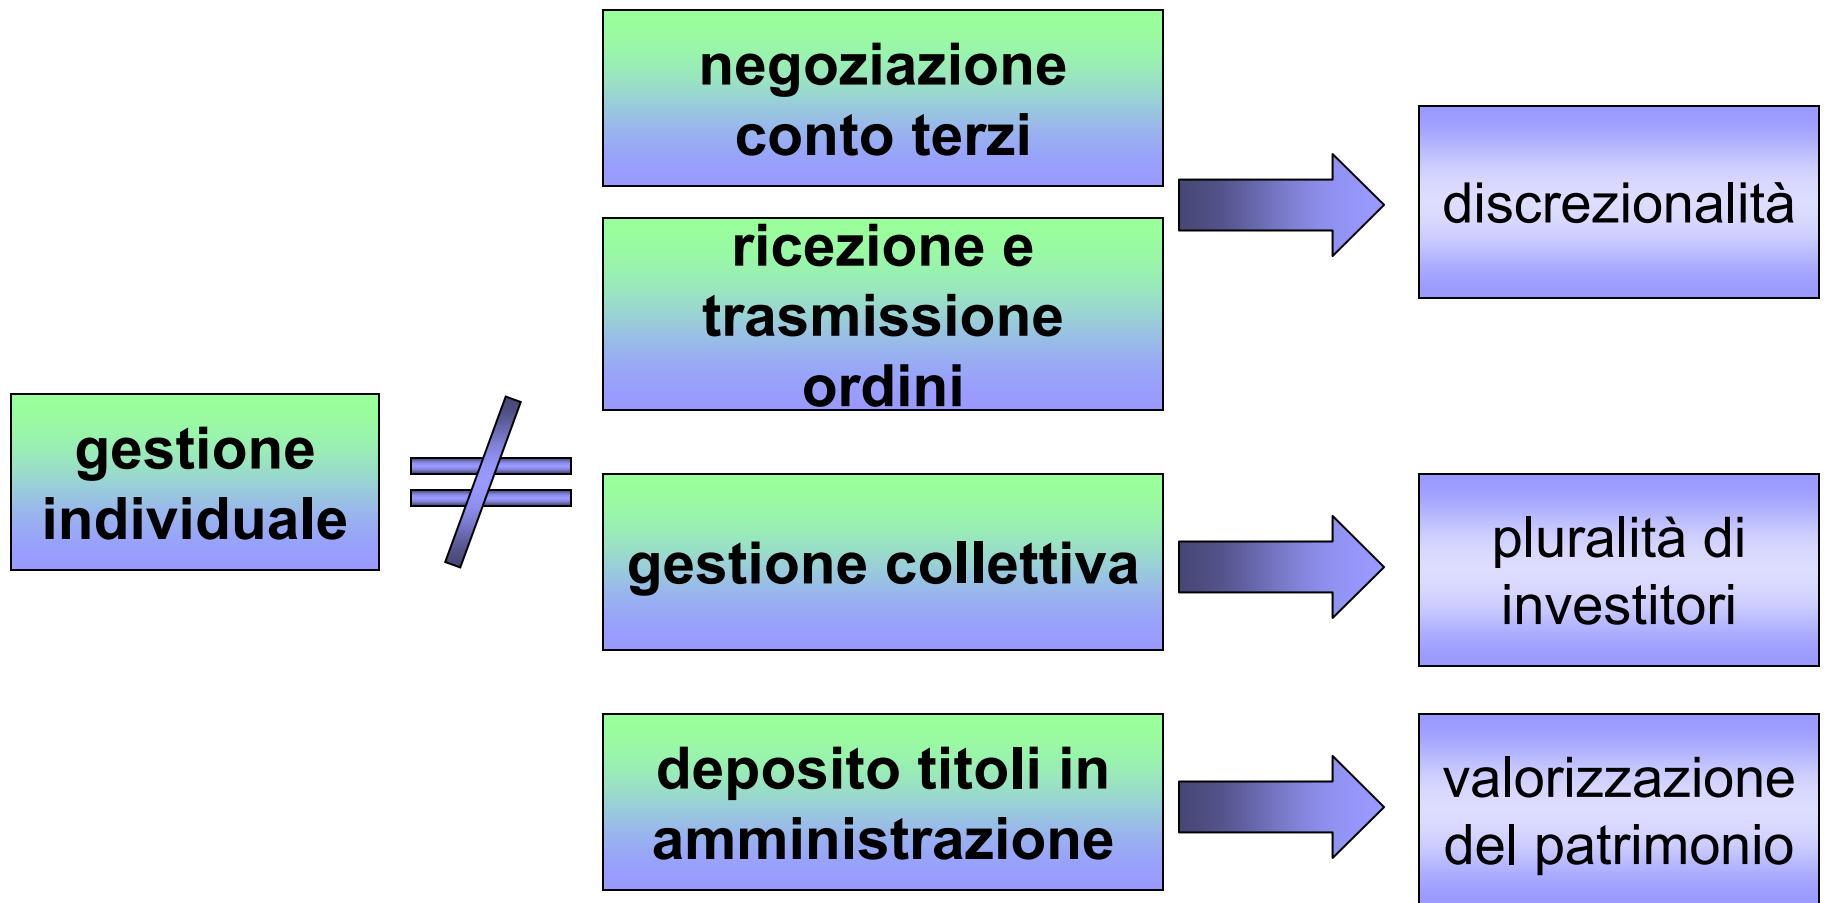 negoziazione
conto terzi
discrezionalità
ricezione e
trasmissione
ordini
gestione
individuale
gestione collettiva
pluralità di
investitori
deposito titoli in
amministrazione
valorizzazione
del patrimonio